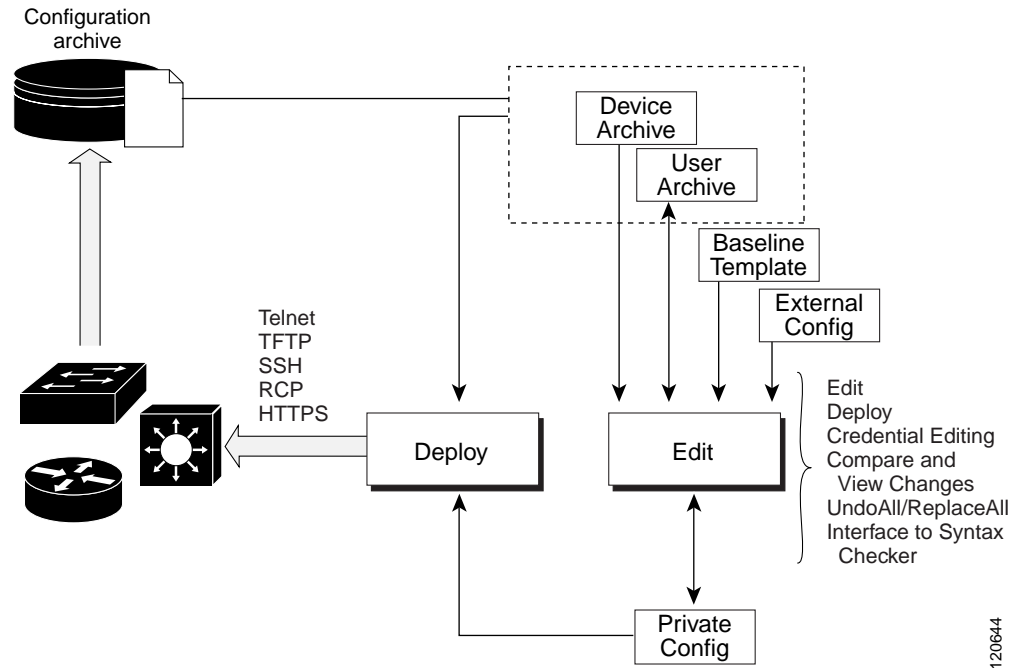 Configuration
archive
Device
Archive
User
Archive
Baseline
Template
External
Config
Telnet
TFTP
SSH
RCP
HTTPS
Deploy
Edit
Edit
Deploy
Credential Editing
Compare and
View Changes
UndoAll/ReplaceAll
Interface to Syntax
Checker
Private
Config
120644